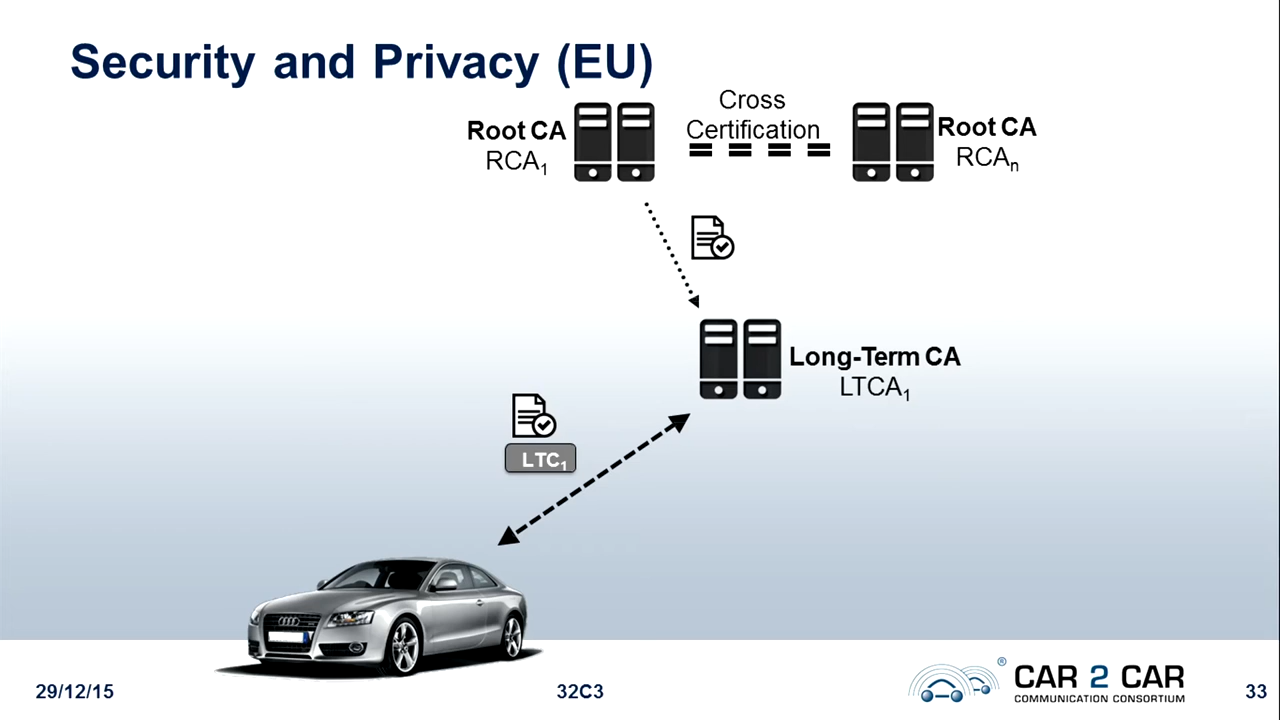 Security and Privacy (EU)
Root CA
RCA1
Cross
Certification
Root CA
RCAn
Long-Term CA
LTCA1
LTC1
29/12/15
32C3
CAR 2 CAR
COMMUNICATION CONSORTIUM
®
33